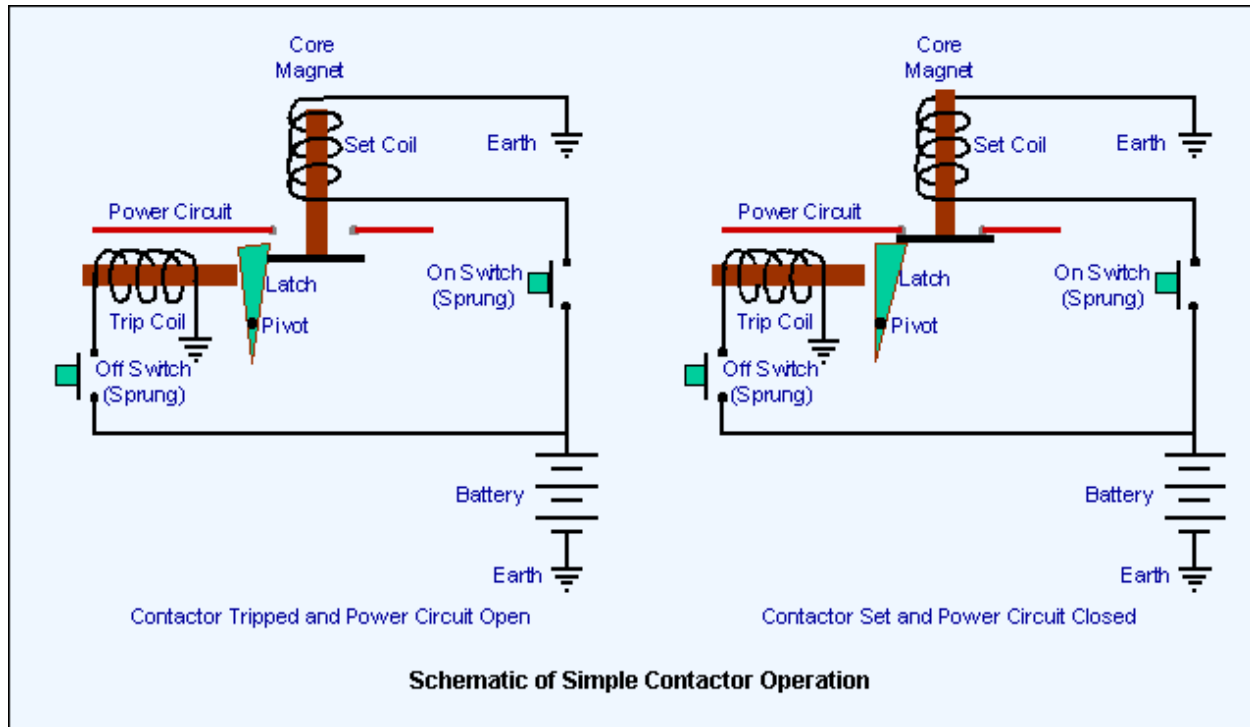 Core
Magnet
Set Coil
Earth
Power Circuit
Latch
On Switch
(Sprung)
Trip Coil
Pivot
Off Switch
(Sprung)
Battery
Earth
Contactor Tripped and Power Circuit Open
Core
Magnet
Set Coil
Earth
Power Circuit
Latch
On Switch
(Sprung)
Trip Coil
Pivot
Off Switch
(Sprung)
Battery
Earth
Contactor Set and Power Circuit Closed
Schematic of Simple Contactor Operation